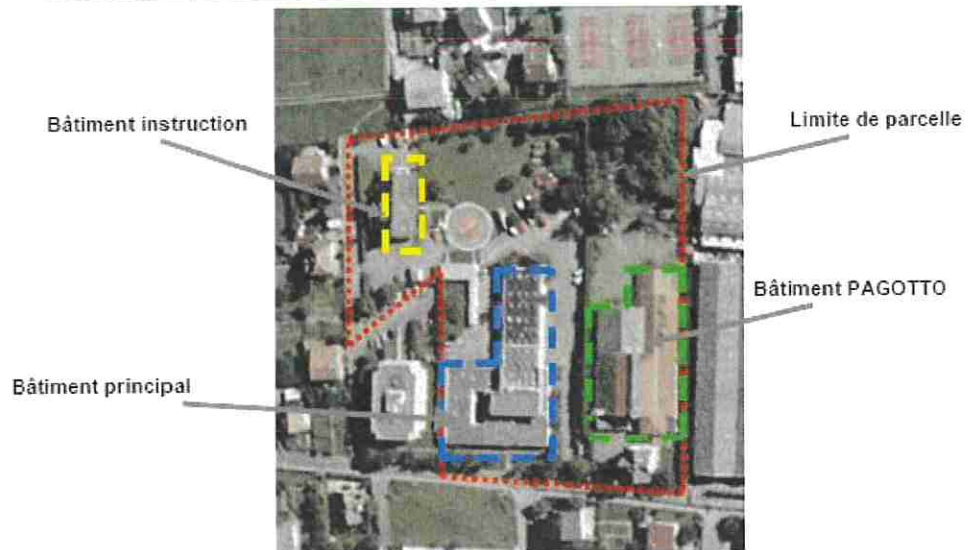 Bâtiment instruction
Limite de parcelle
Bâtiment PAGOTTO
Bâtiment principal